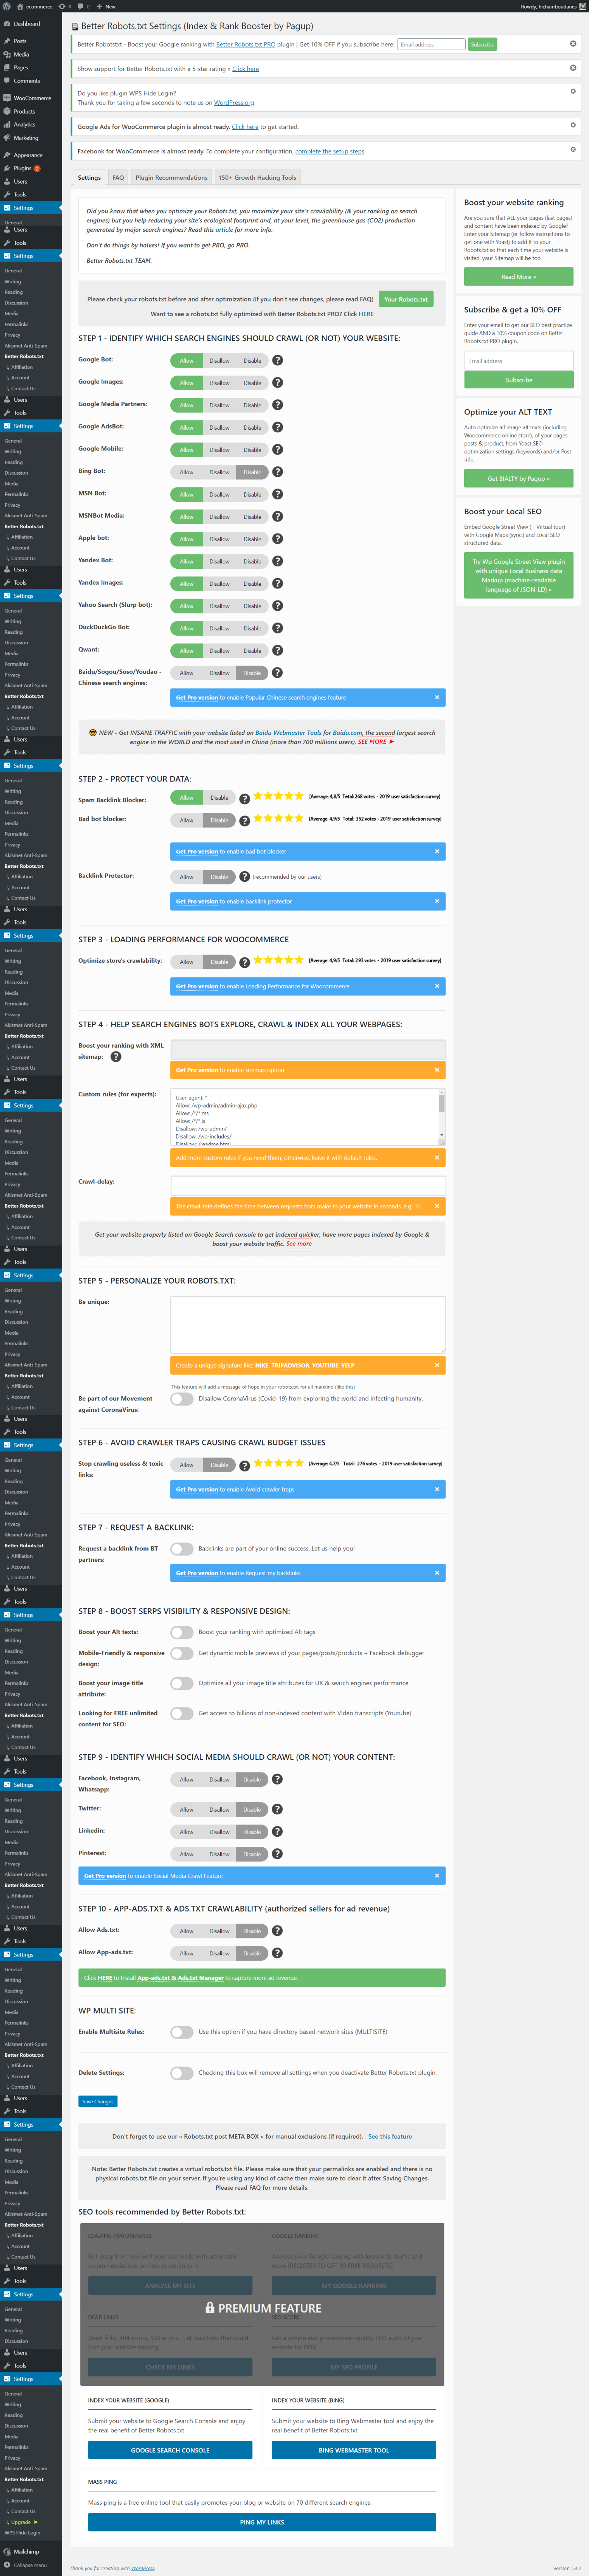 ecommerce 4 0 New Howdy, hichamboudanes
Dashboard
Posts
Media
Pages
Comments
WooCommerce
Products
Analytics
Marketing
Appearance
Plugins 2
Users
Tools
Settings
General
Users
Tools
Settings
General
Writing
Reading
Discussion
Media
Permalinks
Privacy
Akismet Anti-Spam
Better Robots.txt
Affiliation
Account
Contact Us
Upgrade ➤
WPS Hide Login
Mailchimp
Collapse menu
Better Robots.txt Settings (Index & Rank Booster by Pagup)
Better Robotstxt - Boost your Google ranking with Better Robots.txt PRO plugin | Get 10% OFF if you subscribe here: Email address Subscribe
Show support for Better Robots.txt with a 5-star rating » Click here
Do you like plugin WPS Hide Login?
Thank you for taking a few seconds to note us on WordPress.org
Google Ads for WooCommerce plugin is almost ready. Click here to get started.
Facebook for WooCommerce is almost ready. To complete your configuration, complete the setup steps.
Settings FAQ Plugin Recommendations 150+ Growth Hacking Tools
Did you know that when you optimize your Robots.txt, you maximize your site's crawlability (& your ranking on search
engine) but you help reducing your site's ecological footprint and, at your level, the greenhouse gas (CO2) production
generated by major search engines? Read this article for more info.
Don't do things by halves! If you want to get PRO, go PRO.
Better Robots.txt TEAM.
Please check your robots.txt before and after optimization (if you don't see changes, please read FAQ) Your Robots.txt
Want to see a robots.txt fully optimized with Better Robots.txt PRO? Click HERE
STEP 1 - IDENTIFY WHICH SEARCH ENGINES SHOULD CRAWL (OR NOT) YOUR WEBSITE:
Google Bot: Allow Disallow Disable ?
Google Images: Allow Disallow Disable ?
Google Media Partners: Allow Disallow Disable ?
Google AdsBot: Allow Disallow Disable ?
Google Mobile: Allow Disallow Disable ?
Bing Bot: Allow Disallow Disable ?
MSN Bot: Allow Disallow Disable ?
MSNBot Media: Allow Disallow Disable ?
Apple bot: Allow Disallow Disable ?
Yandex Bot: Allow Disallow Disable ?
Yandex Images: Allow Disallow Disable ?
Yahoo Search (Slurp bot): Allow Disallow Disable ?
DuckDuckGo Bot: Allow Disallow Disable ?
Qwant: Allow Disallow Disable ?
Baidu/Sogou/Soso/Youdao - Allow Disallow Disable ?
Chinese search engines:
Get Pro version to enable Popular Chinese search engines feature ×
NEW - Get INSANE TRAFFIC with your website listed on Baidu Webmaster Tools for Baidu.com, the second largest search
engine in the WORLD and the most used in China (more than 700 millions users). SEE MORE ➤
STEP 2 - PROTECT YOUR DATA:
Spam Backlink Blocker: Allow Disable ? [Average: 4,8/5 Total: 268 votes - 2019 user satisfaction survey]
Bad bot blocker: Allow Disable ? [Average: 4,9/5 Total: 352 votes - 2019 user satisfaction survey]
Get Pro version to enable bad bot blocker ×
Backlink Protector: Allow Disable ? (recommended by our users)
Get Pro version to enable backlink protector ×
STEP 3 - LOADING PERFORMANCE FOR WOOCOMMERCE
Optimize store's crawlability: Allow Disable ? [Average: 4,9/5 Total: 293 votes - 2019 user satisfaction survey]
Get Pro version to enable Loading Performance for Woocommerce ×
STEP 4 - HELP SEARCH ENGINES BOTS EXPLORE, CRAWL & INDEX ALL YOUR WEBPAGES:
Boost your ranking with XML
sitemap: ?
Get Pro version to enable sitemap option ×
Custom rules (for experts):
User-agent: *
Allow: /wp-admin/admin-ajax.php
Allow: /*/*.css
Allow: /*/*.js
Disallow: /wp-admin/
Disallow: /wp-includes/
Disallow: /readme.html
Add more custom rules if you need them, otherwise, leave it with default rules. ×
Crawl-delay:
The crawl-rate defines the time between requests bots make to your website in seconds. e.g: 10 ×
Get your website properly listed on Google Search console to get indexed quicker, have more pages indexed by Google &
boost your website traffic. See more
STEP 5 - PERSONALIZE YOUR ROBOTS.TXT:
Be unique:
Create a unique signature like: NIKE, TRIPADVISOR, YOUTUBE, YELP ×
This feature will add a message of hope in your robots.txt for all mankind (like this)
Be part of our Movement Disallow CoronaVirus (Covid-19) from exploring the world and infecting humanity.
against CoronaVirus:
STEP 6 - AVOID CRAWLER TRAPS CAUSING CRAWL BUDGET ISSUES
Stop crawling useless & toxic Allow Disable ? [Average: 4,7/5 Total: 276 votes - 2019 user satisfaction survey]
links:
Get Pro version to enable Avoid crawler traps ×
STEP 7 - REQUEST A BACKLINK:
Request a backlink from BT Backlinks are part of your online success. Let us help you!
partners:
Get Pro version to enable Request my backlinks ×
STEP 8 - BOOST SERPS VISIBILITY & RESPONSIVE DESIGN:
Boost your Alt texts: Boost your ranking with optimized Alt tags
Mobile-Friendly & responsive Get dynamic mobile previews of your pages/posts/products + Facebook debugger
design:
Boost your image title Optimize all your image title attributes for UX & search engines performance
attribute:
Looking for FREE unlimited Get access to billions of non-indexed content with Video transcripts (Youtube)
content for SEO:
STEP 9 - IDENTIFY WHICH SOCIAL MEDIA SHOULD CRAWL (OR NOT) YOUR CONTENT:
Facebook, Instagram, Allow Disallow Disable ?
Whatsapp:
Twitter: Allow Disallow Disable ?
Linkedin: Allow Disallow Disable ?
Pinterest: Allow Disallow Disable ?
Get Pro version to enable Social Media Crawl Feature ×
STEP 10 - APP-ADS.TXT & ADS.TXT CRAWLABILITY (authorized sellers for ad revenue)
Allow Ads.txt: Allow Disallow Disable ?
Allow App-ads.txt: Allow Disallow Disable ?
Click HERE to Install App-ads.txt & Ads.txt Manager to capture more ad revenue.
WP MULTI SITE:
Enable Multisite Rules: Use this option if you have directory based network sites (MULTISITE)
Delete Settings: Checking this box will remove all settings when you deactivate Better Robots.txt plugin.
Save Changes
Don't forget to use our « Robots.txt post META BOX » for manual exclusions (if required). See this feature
Note: Better Robots.txt creates a virtual robots.txt file. Please make sure that your permalinks are enabled and there is no
physical robots.txt file on your server. If you're using any kind of cache then make sure to clear it after Saving Changes.
Please read FAQ for more details.
SEO tools recommended by Better Robots.txt:
LOADING PERFORMANCE GOOGLE RANKING
ANALYSE MY SITE MY GOOGLE RANKING
PREMIUM FEATURE
DEAD LINKS SEO SCORE
CHECK MY LINKS MY SEO PROFILE
INDEX YOUR WEBSITE (GOOGLE) INDEX YOUR WEBSITE (BING)
Submit your website to Google Search Console and enjoy Submit your website to Bing Webmaster tool and enjoy the
the real benefit of Better Robots.txt real benefit of Better Robots.txt
GOOGLE SEARCH CONSOLE BING WEBMASTER TOOL
MASS PING
Mass ping is a free online tool that easily promotes your blog or website on 70 different search engines.
PING MY LINKS
Boost your website ranking
Are you sure that ALL your pages (last pages)
and content have been indexed by Google?
Enter your Sitemap (or follow instructions to
get one with Yoast) to add it to your
Robots.txt so that each time your website is
visited, your Sitemap will be too.
Read More »
Subscribe & get a 10% OFF
Enter your email to get our SEO best practice
guide AND a 10% coupon code on Better
Robots.txt PRO plugin.
Email address
Subscribe
Optimize your ALT TEXT
Auto optimize all image alt texts (including
Woocommerce online store), of your pages,
posts & product, from Yoast SEO
optimization settings (keywords) and/or Post
title.
Get BIALTY by Pagup »
Boost your Local SEO
Embed Google Street View (+ Virtual tour)
with Google Maps (sync.) and Local SEO
structured data.
Try Wp Google Street View plugin
with unique Local Business data
Markup (machine-readable
language of JSON-LD) »
Thank you for creating with WordPress. Version 5.4.2